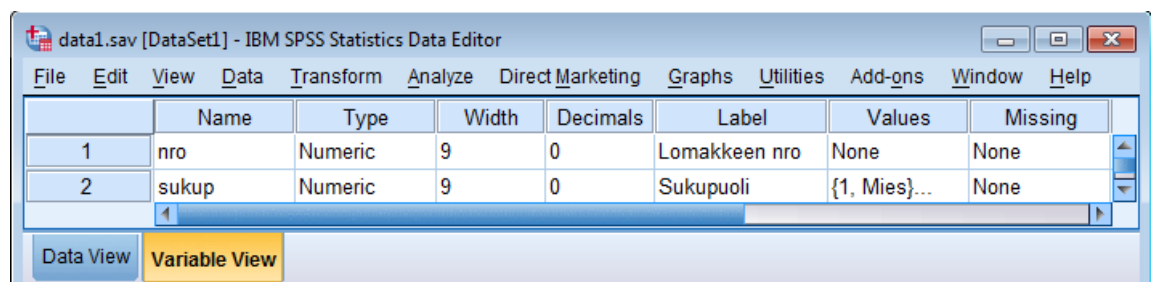 data1.sav [DataSet1] - IBM SPSS Statistics Data Editor
File Edit View Data Transform Analyze Direct Marketing Graphs Utilities Add-ons Window Help
Name Type Width Decimals Label Values Missing
1 nro Numeric 9 0 Lomakkeen nro None None
2 sukup Numeric 9 0 Sukupuoli {1, Mies}... None
Data View Variable View